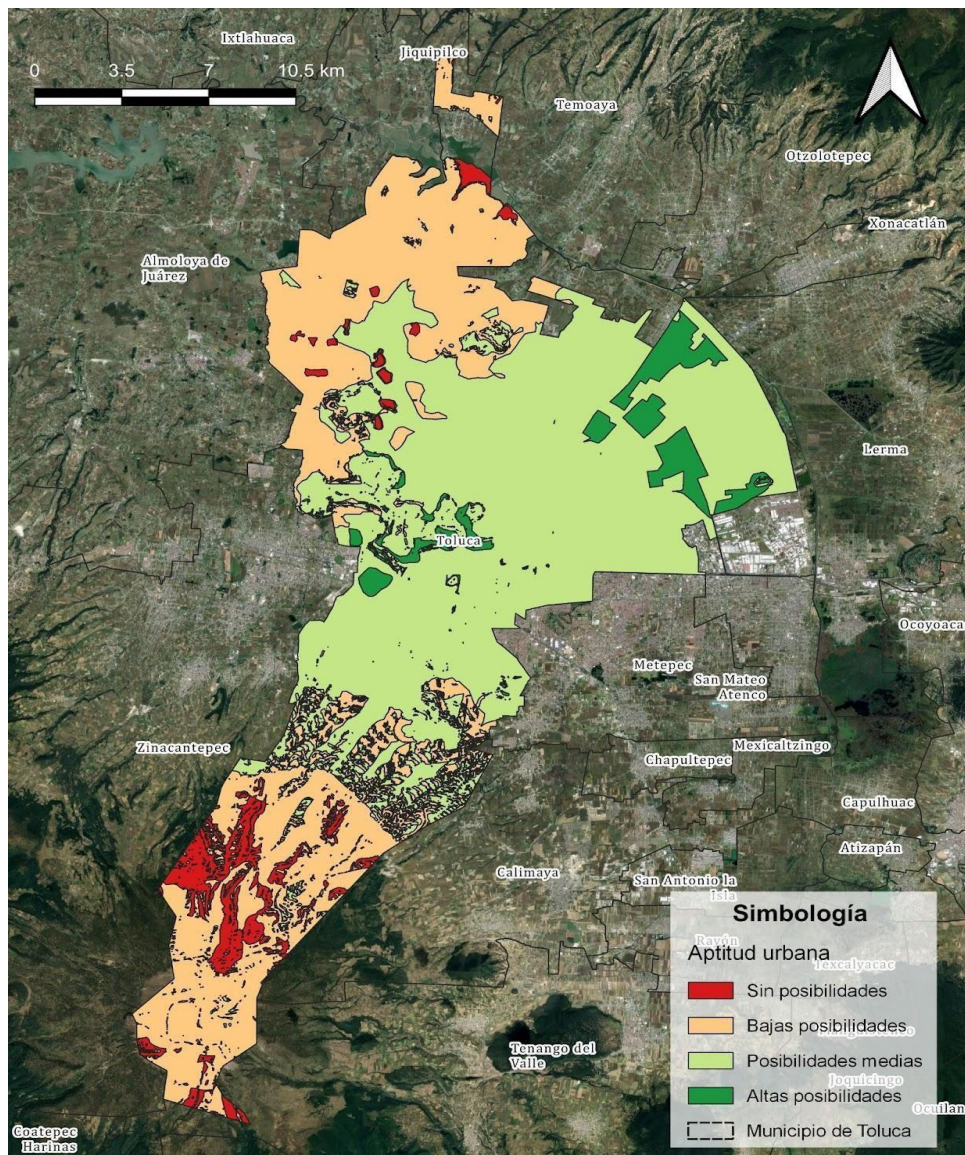 Ixtlahuaca
Jiquipilco
0 3.5 7 10.5 km
Temoaya
Otzolotepec
Xonacatlán
Almoloya de
Juárez
Lerma
Toluca
Ocoyoaca
Metepec
San Mateo
Atenco
Zinacantepec
Mexicaltzingo
Chapultepec
Capulhuac
Atizapán
Calimaya
San Antonio la
Isla
Simbología
Rayón
Aptitud urbana
Texcalyacac
Sin posibilidades
Bajas posibilidades
Tenango del
Valle
Posibilidades medias
Joquicingo
Altas posibilidades
Ocuilan
Municipio de Toluca
Coatepec
Harinas